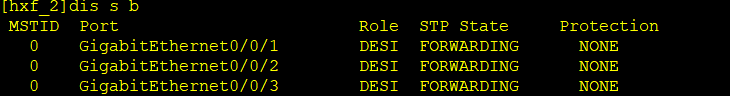 [hxf_2]dis s b
MSTID Port Role STP State Protection
0 GigabitEthernet0/0/1 DESI FORWARDING NONE
0 GigabitEthernet0/0/2 DESI FORWARDING NONE
0 GigabitEthernet0/0/3 DESI FORWARDING NONE